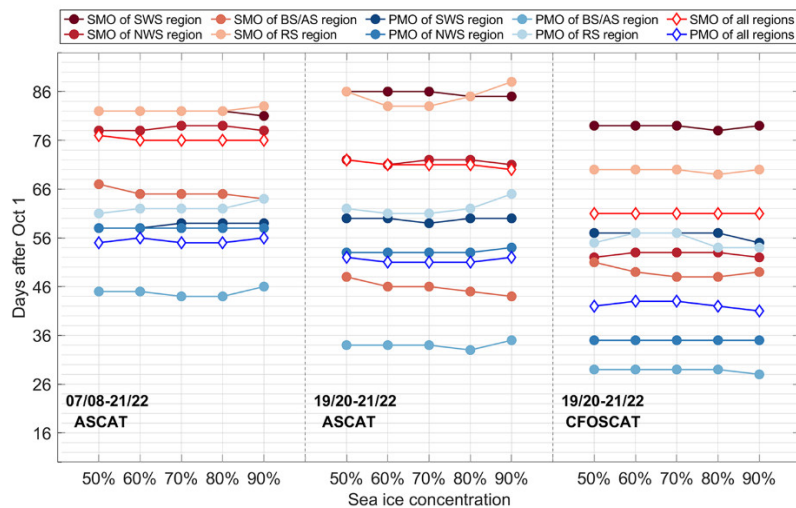 SMO of SWS region SMO of BS/AS region PMO of SWS region PMO of BS/AS region SMO of all regions
SMO of NWS region SMO of RS region PMO of NWS region PMO of RS region PMO of all regions
86
76
66
56
46
36
26
16
Days after Oct 1
07/08-21/22 19/20-21/22 19/20-21/22
ASCAT ASCAT CFOSCAT
50% 60% 70% 80% 90% 50% 60% 70% 80% 90% 50% 60% 70% 80% 90%
Sea ice concentration